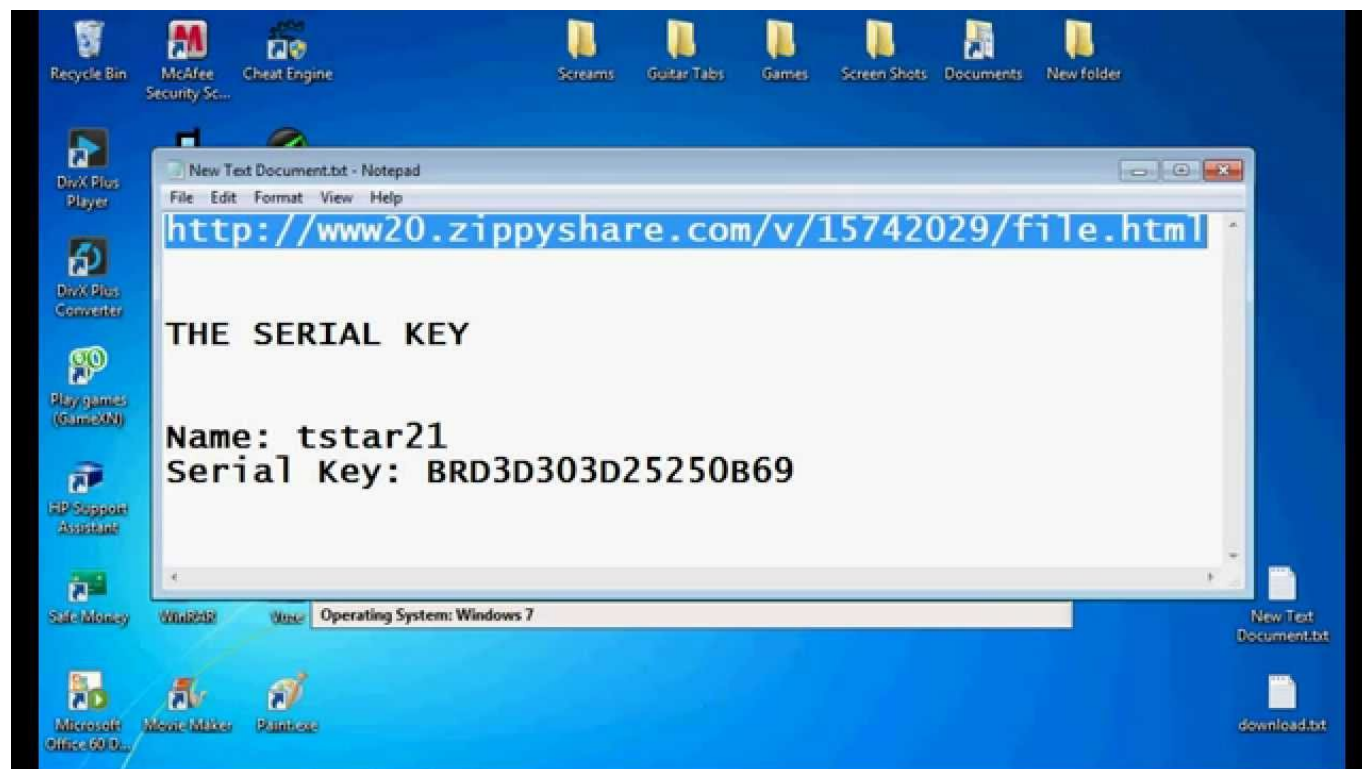 Recycle Bin
McAfee
Security Sc...
Cheat Engine
Screams
Guitar Tabs
Games
Screen Shots
Documents
New folder
DivX Plus
Player
New Text Document.txt - Notepad
File Edit Format View Help
http://www20.zippyshare.com/v/15742029/file.html
DivX Plus
Converter
THE SERIAL KEY
Play games
(GameXN)
Name: tstar21
Serial Key: BRD3D303D25250B69
HP Support
Assistant
Safe Money
WinRAR
Vuze
Operating System: Windows 7
New Text
Document.txt
Microsoft
Office 60 D...
Movie Maker
Paint.exe
download.txt